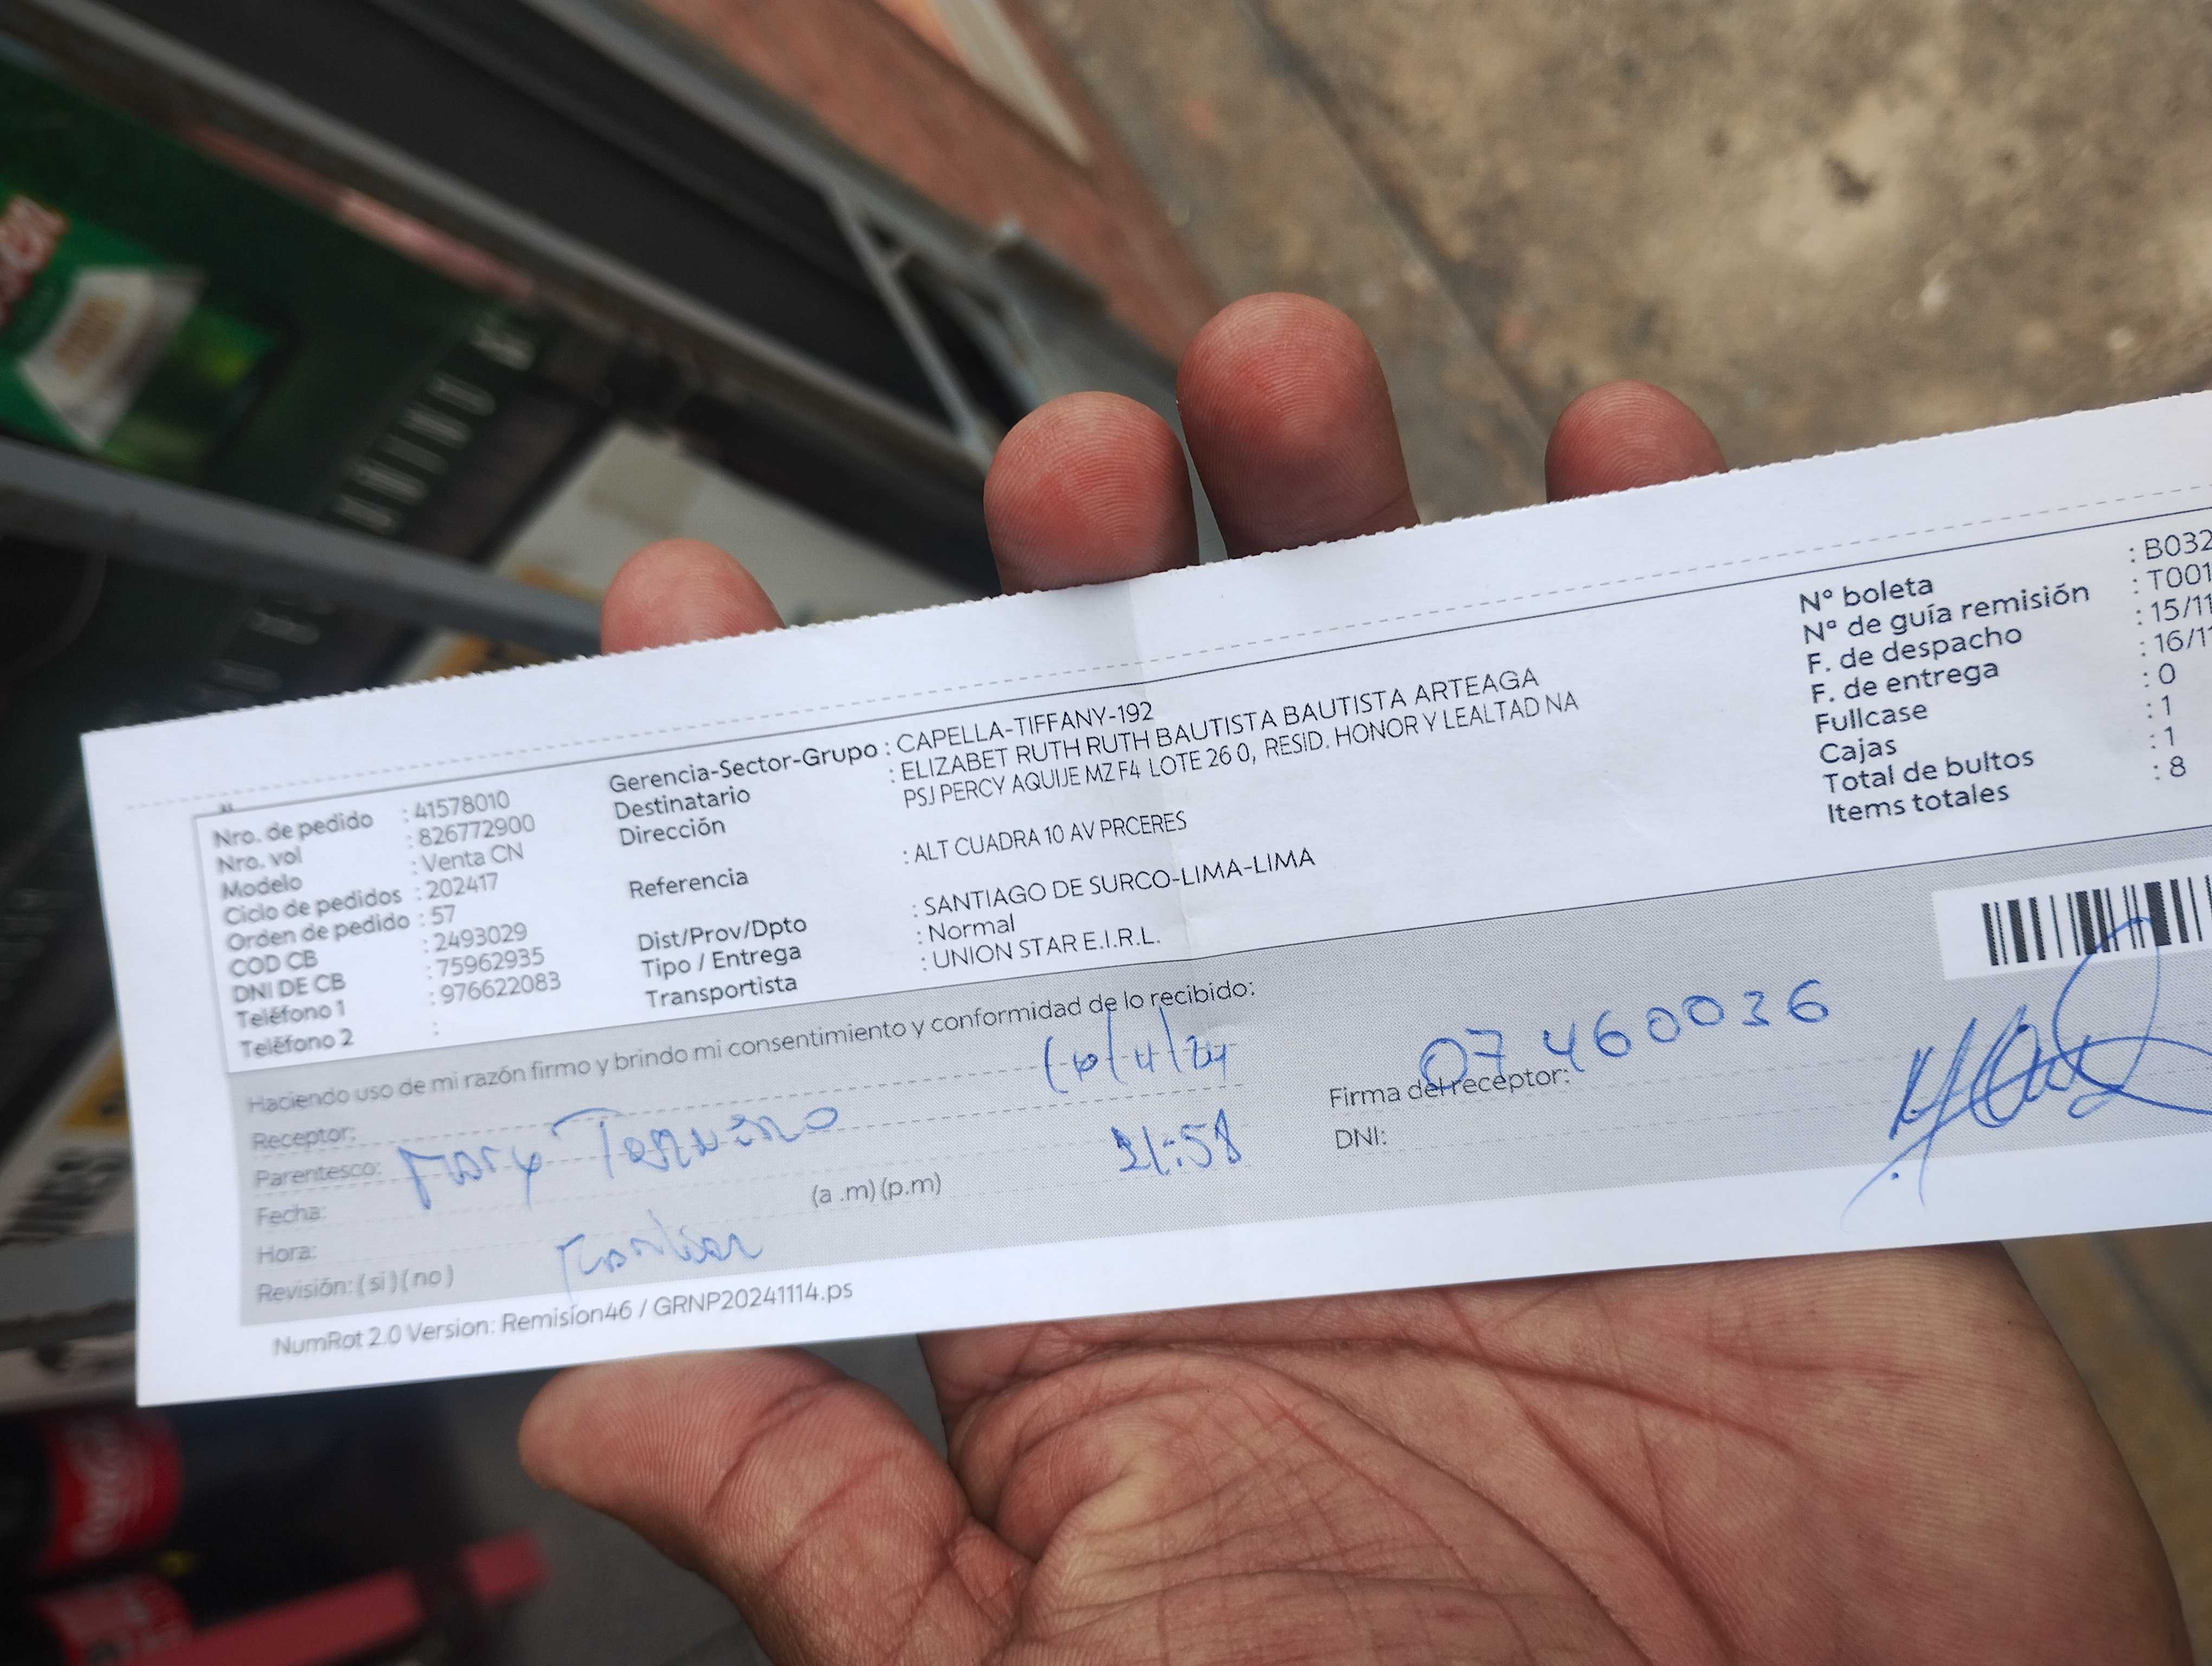 Nro. de pedido : 41578010
Nro. vol : 826772900
Modelo : Venta CN
Ciclo de pedidos : 202417
Orden de pedido : 57
COD CB : 2493029
DNI DE CB : 75962935
Teléfono 1 : 976622083
Teléfono 2 :
Gerencia-Sector-Grupo : CAPELLA-TIFFANY-192
Destinatario : ELIZABET RUTH RUTH BAUTISTA BAUTISTA ARTEAGA
Dirección PSJ PERCY AQUIJE MZ F4 LOTE 26 0, RESID. HONOR Y LEALTAD NA
Referencia : ALT CUADRA 10 AV PRCERES
Dist/Prov/Dpto : SANTIAGO DE SURCO-LIMA-LIMA
Tipo / Entrega : Normal
Transportista : UNION STAR E.I.R.L.
N° boleta : B032
N° de guía remisión : T001
F. de despacho : 15/11
F. de entrega : 16/1
Fullcase : 0
Cajas : 1
Total de bultos : 1
Items totales : 8
Haciendo uso de mi razón firmo y brindo mi consentimiento y conformidad de lo recibido:
Receptor:
Parentesco: Mary
Fecha:
Hora: (a .m) (p.m)
Revisión: ( si ) ( no )
Firma del receptor: 07460036
DNI:
NumRot 2.0 Version: Remision46 / GRNP20241114.ps